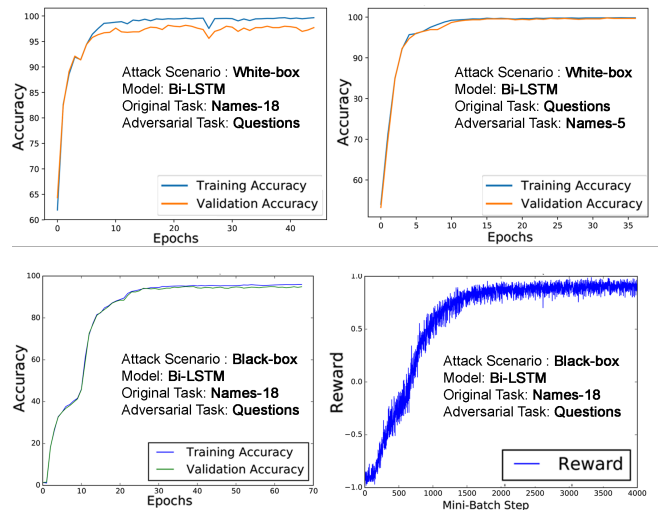 Accuracy
100
95
90
85
80
75
70
65
60
0
10
20
30
40
Epochs
Attack Scenario : White-box
Model: Bi-LSTM
Original Task: Names-18
Adversarial Task: Questions
Training Accuracy
Validation Accuracy
Accuracy
100
90
80
70
60
0
5
10
15
20
25
30
35
Epochs
Attack Scenario : White-box
Model: Bi-LSTM
Original Task: Questions
Adversarial Task: Names-5
Training Accuracy
Validation Accuracy
Accuracy
100
80
60
40
20
0
0
10
20
30
40
50
60
70
Epochs
Attack Scenario : Black-box
Model: Bi-LSTM
Original Task: Names-18
Adversarial Task: Questions
Training Accuracy
Validation Accuracy
Reward
1.0
0.5
0.0
−0.5
−1.0
0
500
1000
1500
2000
2500
3000
3500
4000
Mini-Batch Step
Attack Scenario : Black-box
Model: Bi-LSTM
Original Task: Names-18
Adversarial Task: Questions
Reward